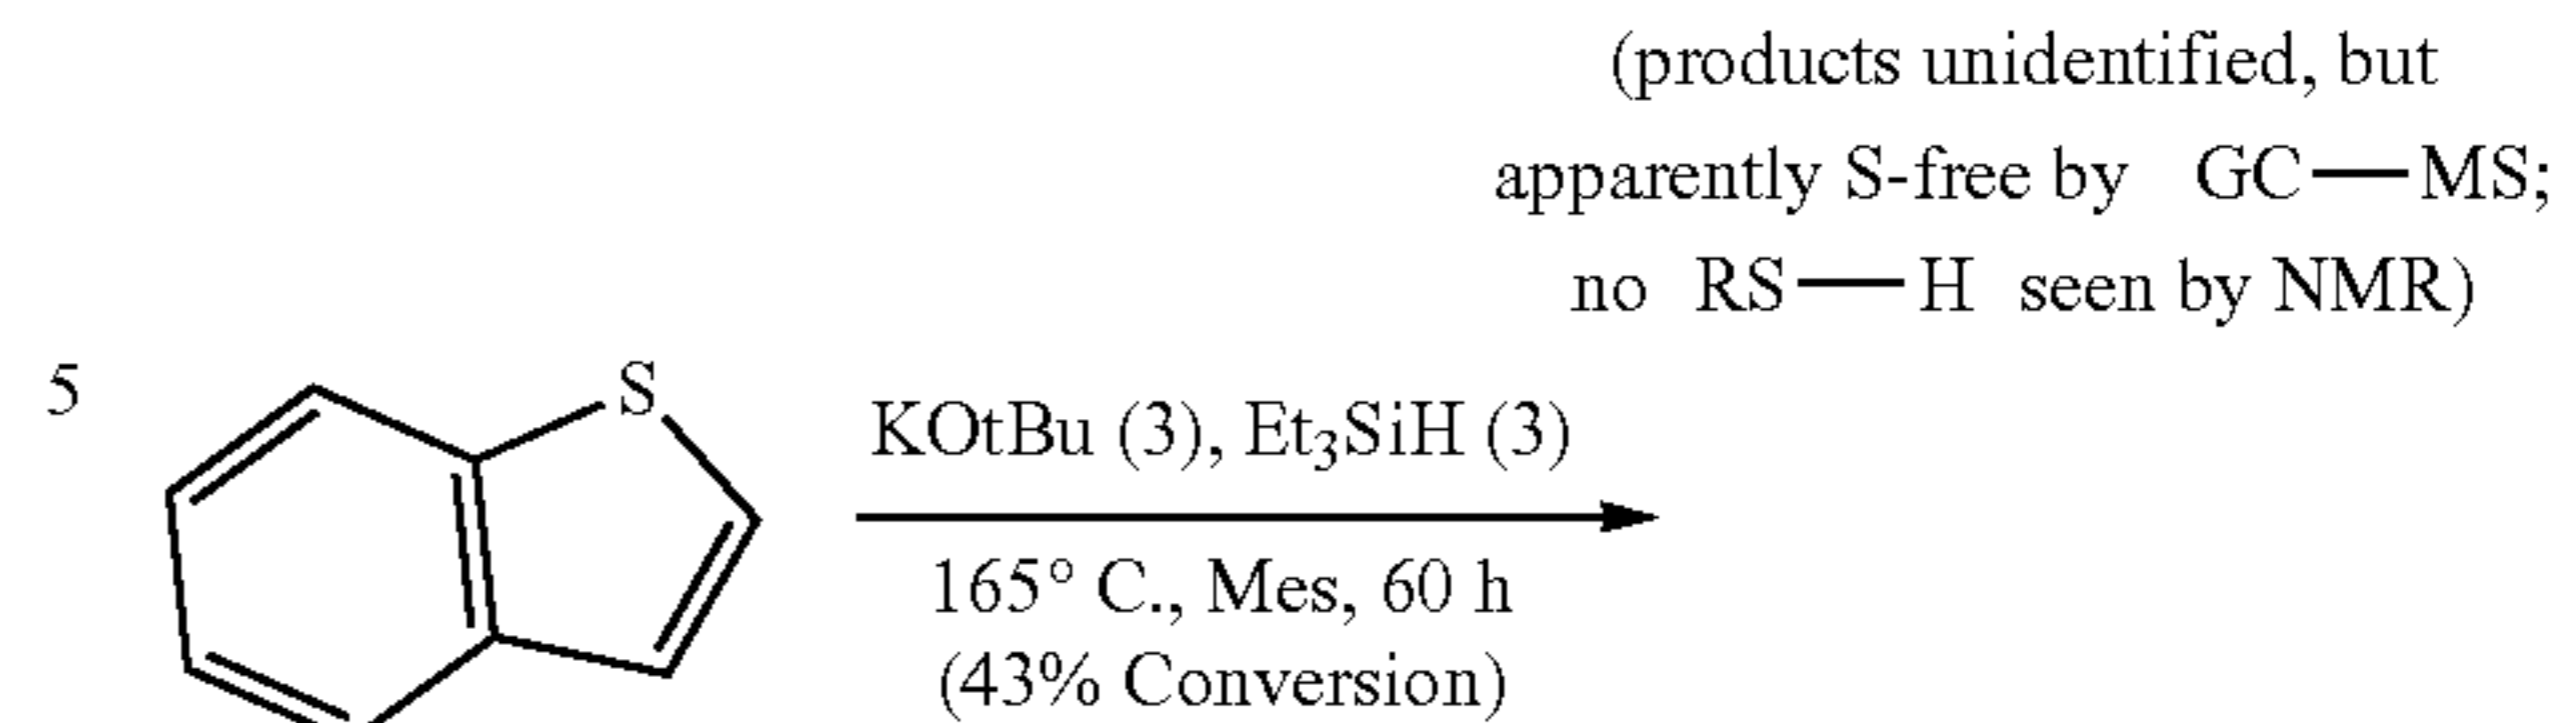 (products unidentified, but
apparently S-free by GC—MS;
no RS—H seen by NMR)
5
S
KOtBu (3), Et₃SiH (3)
165° C., Mes, 60 h
(43% Conversion)